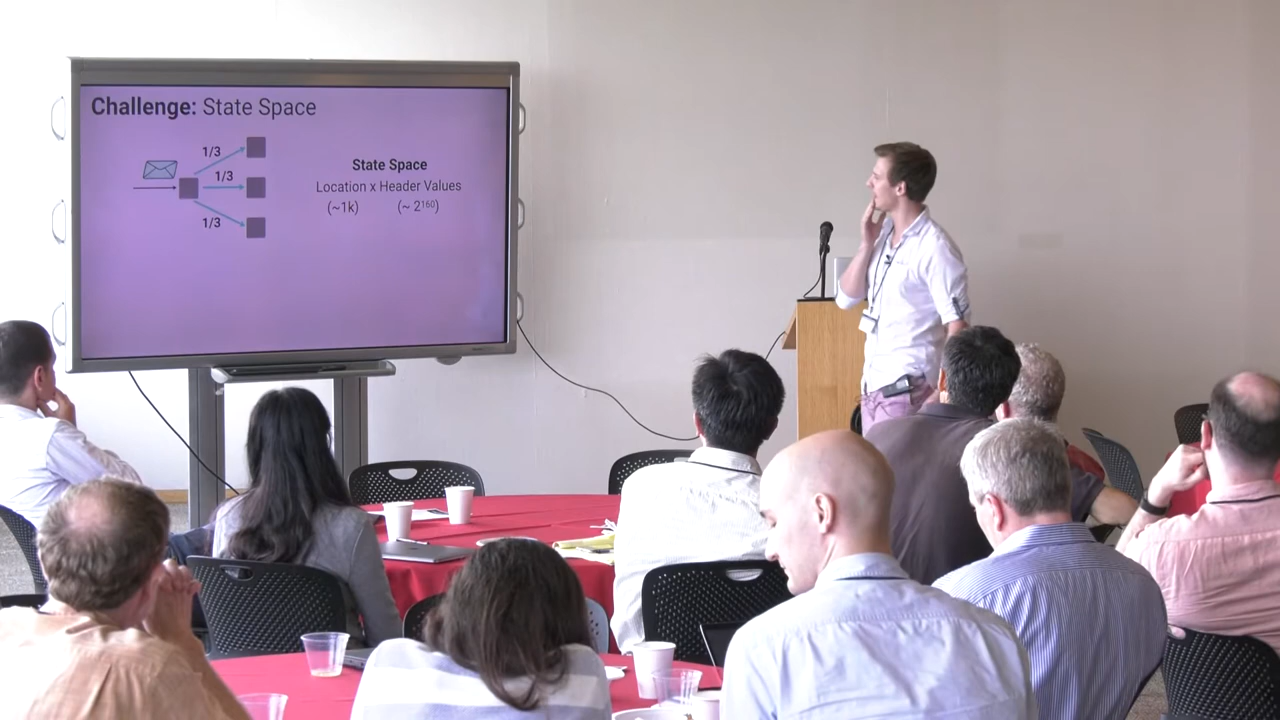 Challenge: State Space
1/3
1/3
1/3
State Space
Location x Header Values
(~1k) (~ 2¹⁶⁰)